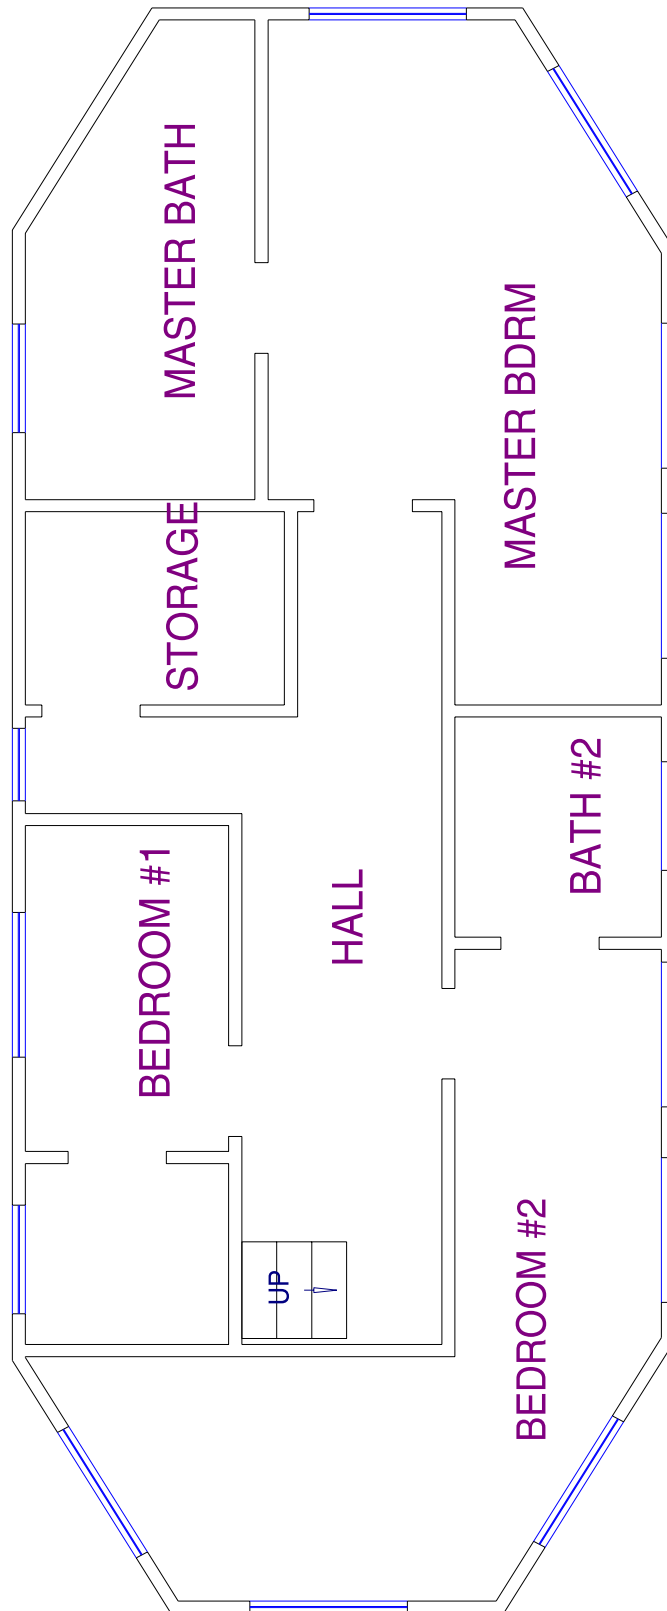 MASTER BATH
MASTER BDRM
STORAGE
BATH #2
BEDROOM #1
HALL
UP
BEDROOM #2